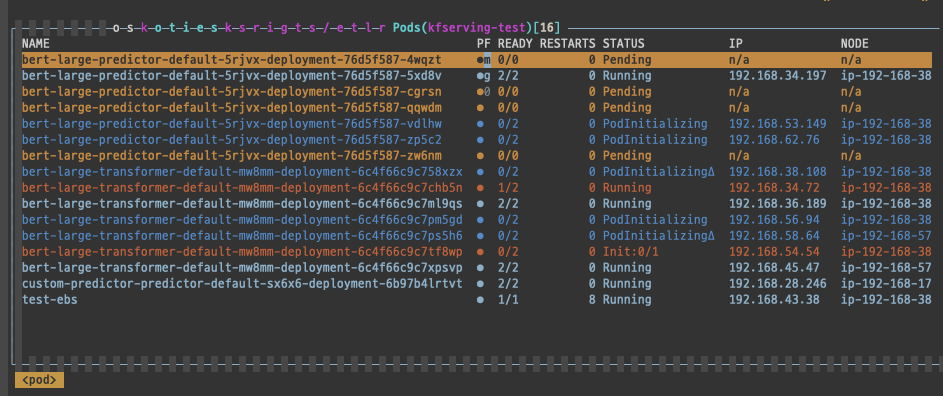 o s k o t i e s k s r i g t s / e t l r Pods(kfserving-test)[16]
NAME PF READY RESTARTS STATUS IP NODE
bert-large-predictor-default-5rjvx-deployment-76d5f587-4wqzt ●m 0/0 0 Pending n/a n/a
bert-large-predictor-default-5rjvx-deployment-76d5f587-5xd8v ●g 2/2 0 Running 192.168.34.197 ip-192-168-38
bert-large-predictor-default-5rjvx-deployment-76d5f587-cgrsn ●0 0/0 0 Pending n/a n/a
bert-large-predictor-default-5rjvx-deployment-76d5f587-qqwdm ● 0/0 0 Pending n/a n/a
bert-large-predictor-default-5rjvx-deployment-76d5f587-vdlhw ● 0/2 0 PodInitializing 192.168.53.149 ip-192-168-38
bert-large-predictor-default-5rjvx-deployment-76d5f587-zp5c2 ● 0/2 0 PodInitializing 192.168.62.76 ip-192-168-38
bert-large-predictor-default-5rjvx-deployment-76d5f587-zw6nm ● 0/0 0 Pending n/a n/a
bert-large-transformer-default-mw8mm-deployment-6c4f66c9c758xzx ● 0/2 0 PodInitializingΔ 192.168.38.108 ip-192-168-38
bert-large-transformer-default-mw8mm-deployment-6c4f66c9c7chb5n ● 1/2 0 Running 192.168.34.72 ip-192-168-38
bert-large-transformer-default-mw8mm-deployment-6c4f66c9c7ml9qs ● 2/2 0 Running 192.168.36.189 ip-192-168-38
bert-large-transformer-default-mw8mm-deployment-6c4f66c9c7pm5gd ● 0/2 0 PodInitializing 192.168.56.94 ip-192-168-38
bert-large-transformer-default-mw8mm-deployment-6c4f66c9c7ps5h6 ● 0/2 0 PodInitializingΔ 192.168.58.64 ip-192-168-57
bert-large-transformer-default-mw8mm-deployment-6c4f66c9c7tf8wp ● 0/2 0 Init:0/1 192.168.54.54 ip-192-168-38
bert-large-transformer-default-mw8mm-deployment-6c4f66c9c7xpsvp ● 2/2 0 Running 192.168.45.47 ip-192-168-57
custom-predictor-predictor-default-sx6x6-deployment-6b97b4lrtvt ● 2/2 0 Running 192.168.28.246 ip-192-168-17
test-ebs ● 1/1 8 Running 192.168.43.38 ip-192-168-38
<pod>